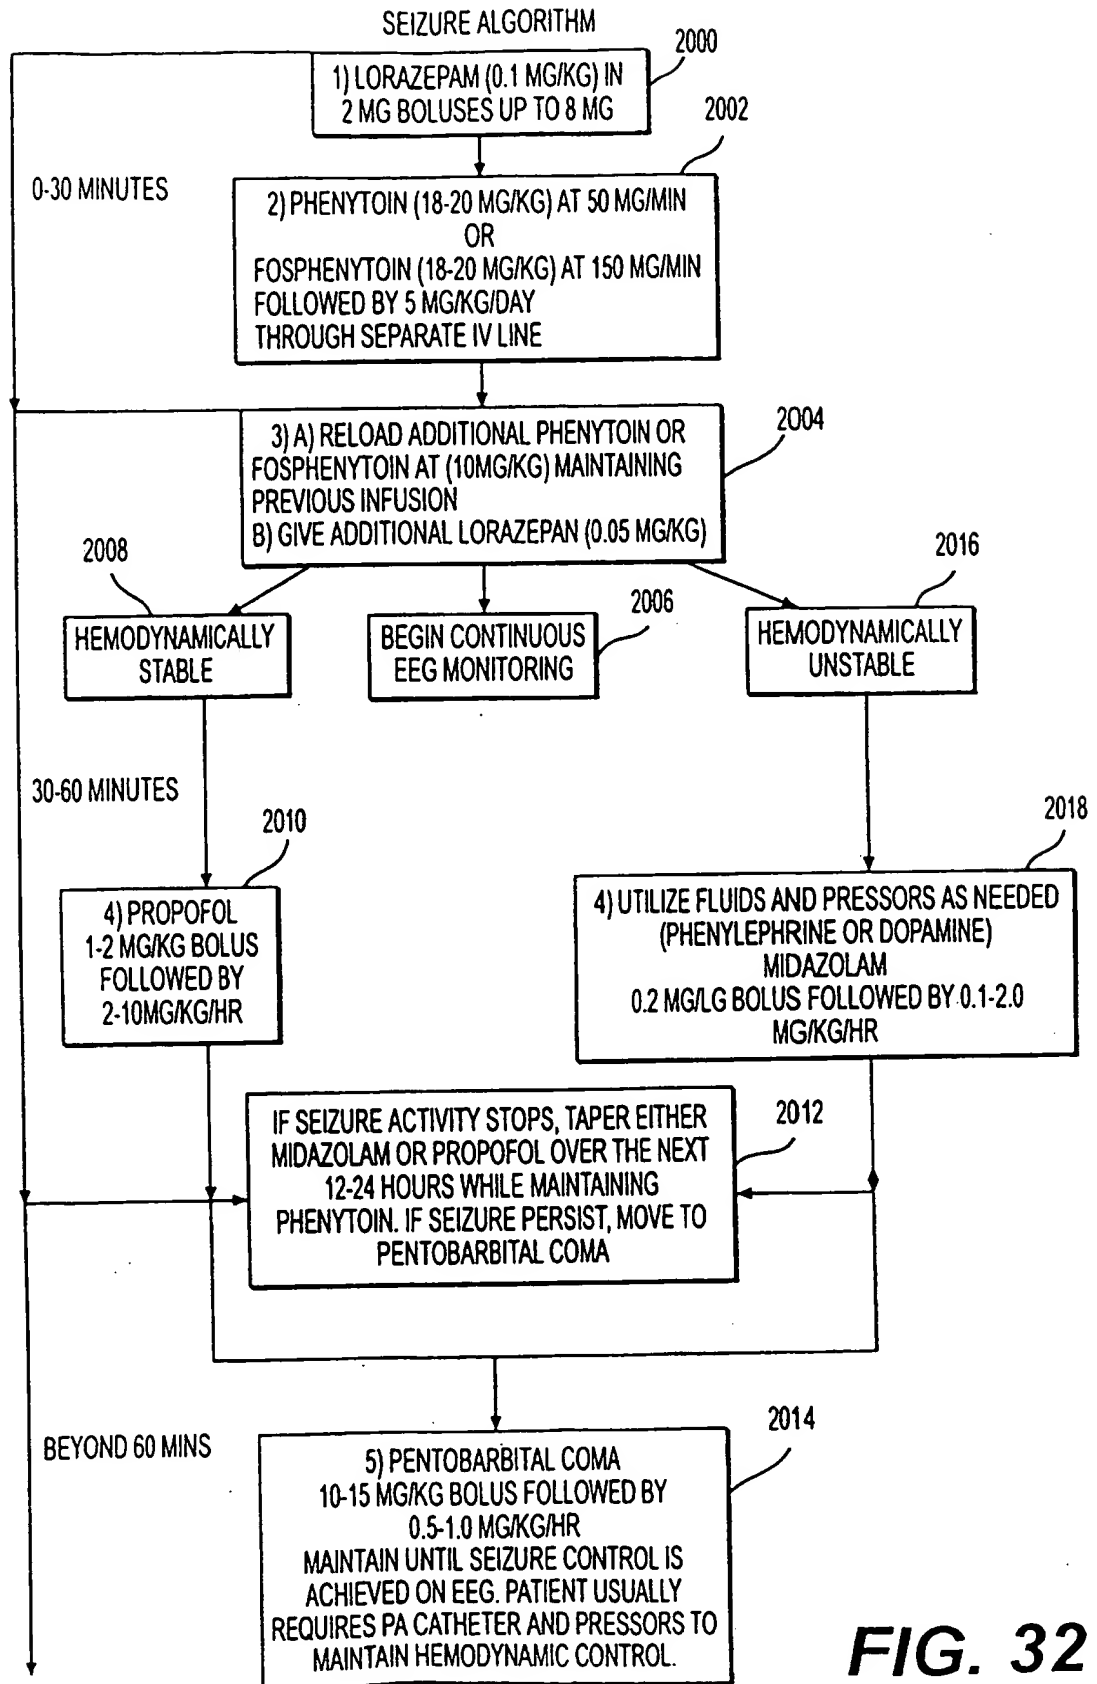 SEIZURE ALGORITHM
2000
1) LORAZEPAM (0.1 MG/KG) IN
2 MG BOLUSES UP TO 8 MG
2002
0-30 MINUTES
2) PHENYTOIN (18-20 MG/KG) AT 50 MG/MIN
OR
FOSPHENYTOIN (18-20 MG/KG) AT 150 MG/MIN
FOLLOWED BY 5 MG/KG/DAY
THROUGH SEPARATE IV LINE
2004
3) A) RELOAD ADDITIONAL PHENYTOIN OR
FOSPHENYTOIN AT (10MG/KG) MAINTAINING
PREVIOUS INFUSION
B) GIVE ADDITIONAL LORAZEPAN (0.05 MG/KG)
2008
HEMODYNAMICALLY
STABLE
2006
BEGIN CONTINUOUS
EEG MONITORING
2016
HEMODYNAMICALLY
UNSTABLE
30-60 MINUTES
2010
4) PROPOFOL
1-2 MG/KG BOLUS
FOLLOWED BY
2-10MG/KG/HR
2018
4) UTILIZE FLUIDS AND PRESSORS AS NEEDED
(PHENYLEPHRINE OR DOPAMINE)
MIDAZOLAM
0.2 MG/LG BOLUS FOLLOWED BY 0.1-2.0
MG/KG/HR
2012
IF SEIZURE ACTIVITY STOPS, TAPER EITHER
MIDAZOLAM OR PROPOFOL OVER THE NEXT
12-24 HOURS WHILE MAINTAINING
PHENYTOIN. IF SEIZURE PERSIST, MOVE TO
PENTOBARBITAL COMA
BEYOND 60 MINS
2014
5) PENTOBARBITAL COMA
10-15 MG/KG BOLUS FOLLOWED BY
0.5-1.0 MG/KG/HR
MAINTAIN UNTIL SEIZURE CONTROL IS
ACHIEVED ON EEG. PATIENT USUALLY
REQUIRES PA CATHETER AND PRESSORS TO
MAINTAIN HEMODYNAMIC CONTROL.
FIG. 32